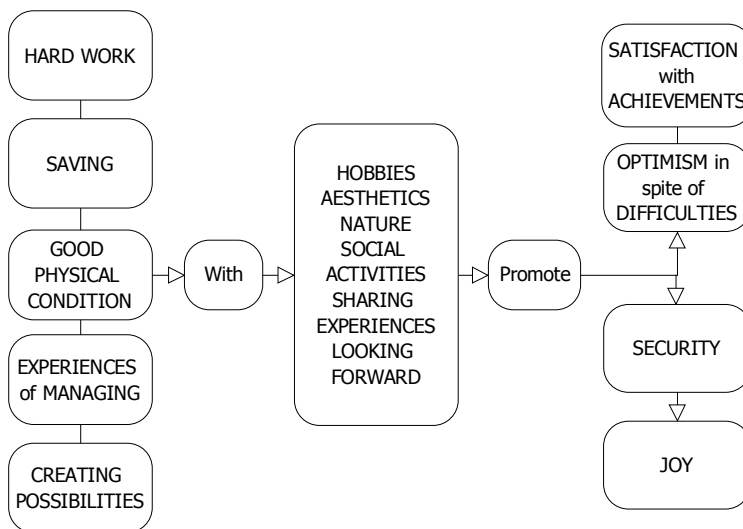 HARD WORK
SAVING
GOOD
PHYSICAL
CONDITION
EXPERIENCES
of MANAGING
CREATING
POSSIBILITIES
With
HOBBIES
AESTHETICS
NATURE
SOCIAL
ACTIVITIES
SHARING
EXPERIENCES
LOOKING
FORWARD
Promote
SATISFACTION
with
ACHIEVEMENTS
OPTIMISM in
spite of
DIFFICULTIES
SECURITY
JOY